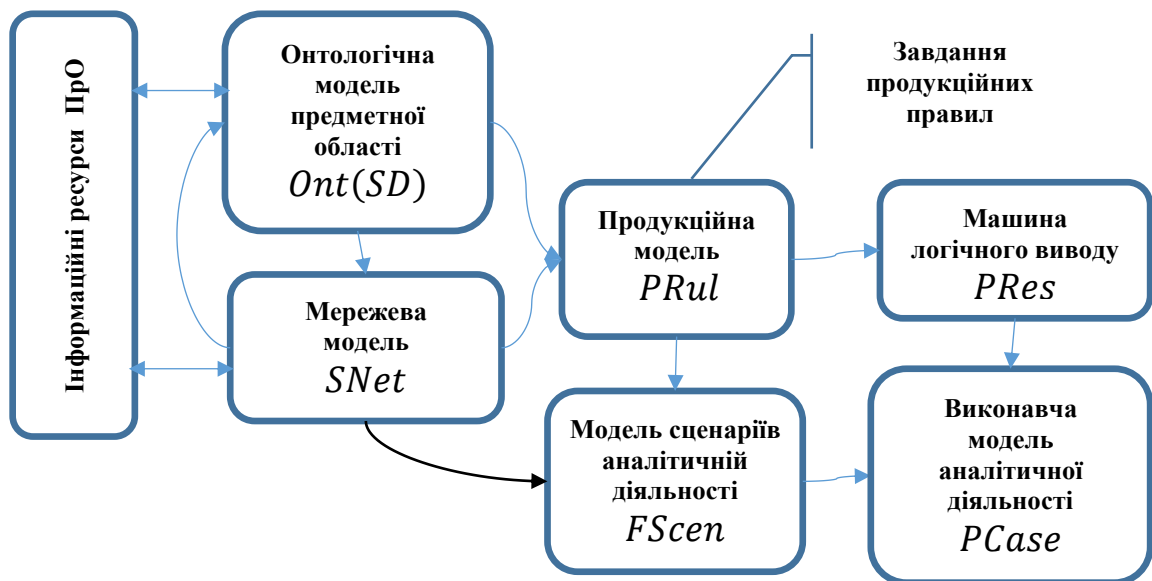 Інформаційні ресурси ПрО
Онтологічна
модель
предметної
області
Ont(SD)
Мережева
модель
SNet
Завдання
продукційних
правил
Продукційна
модель
PRul
Машина
логічного виводу
PRes
Модель сценаріїв
аналітичній
діяльності
FScen
Виконавча
модель
аналітичної
діяльності
PCase